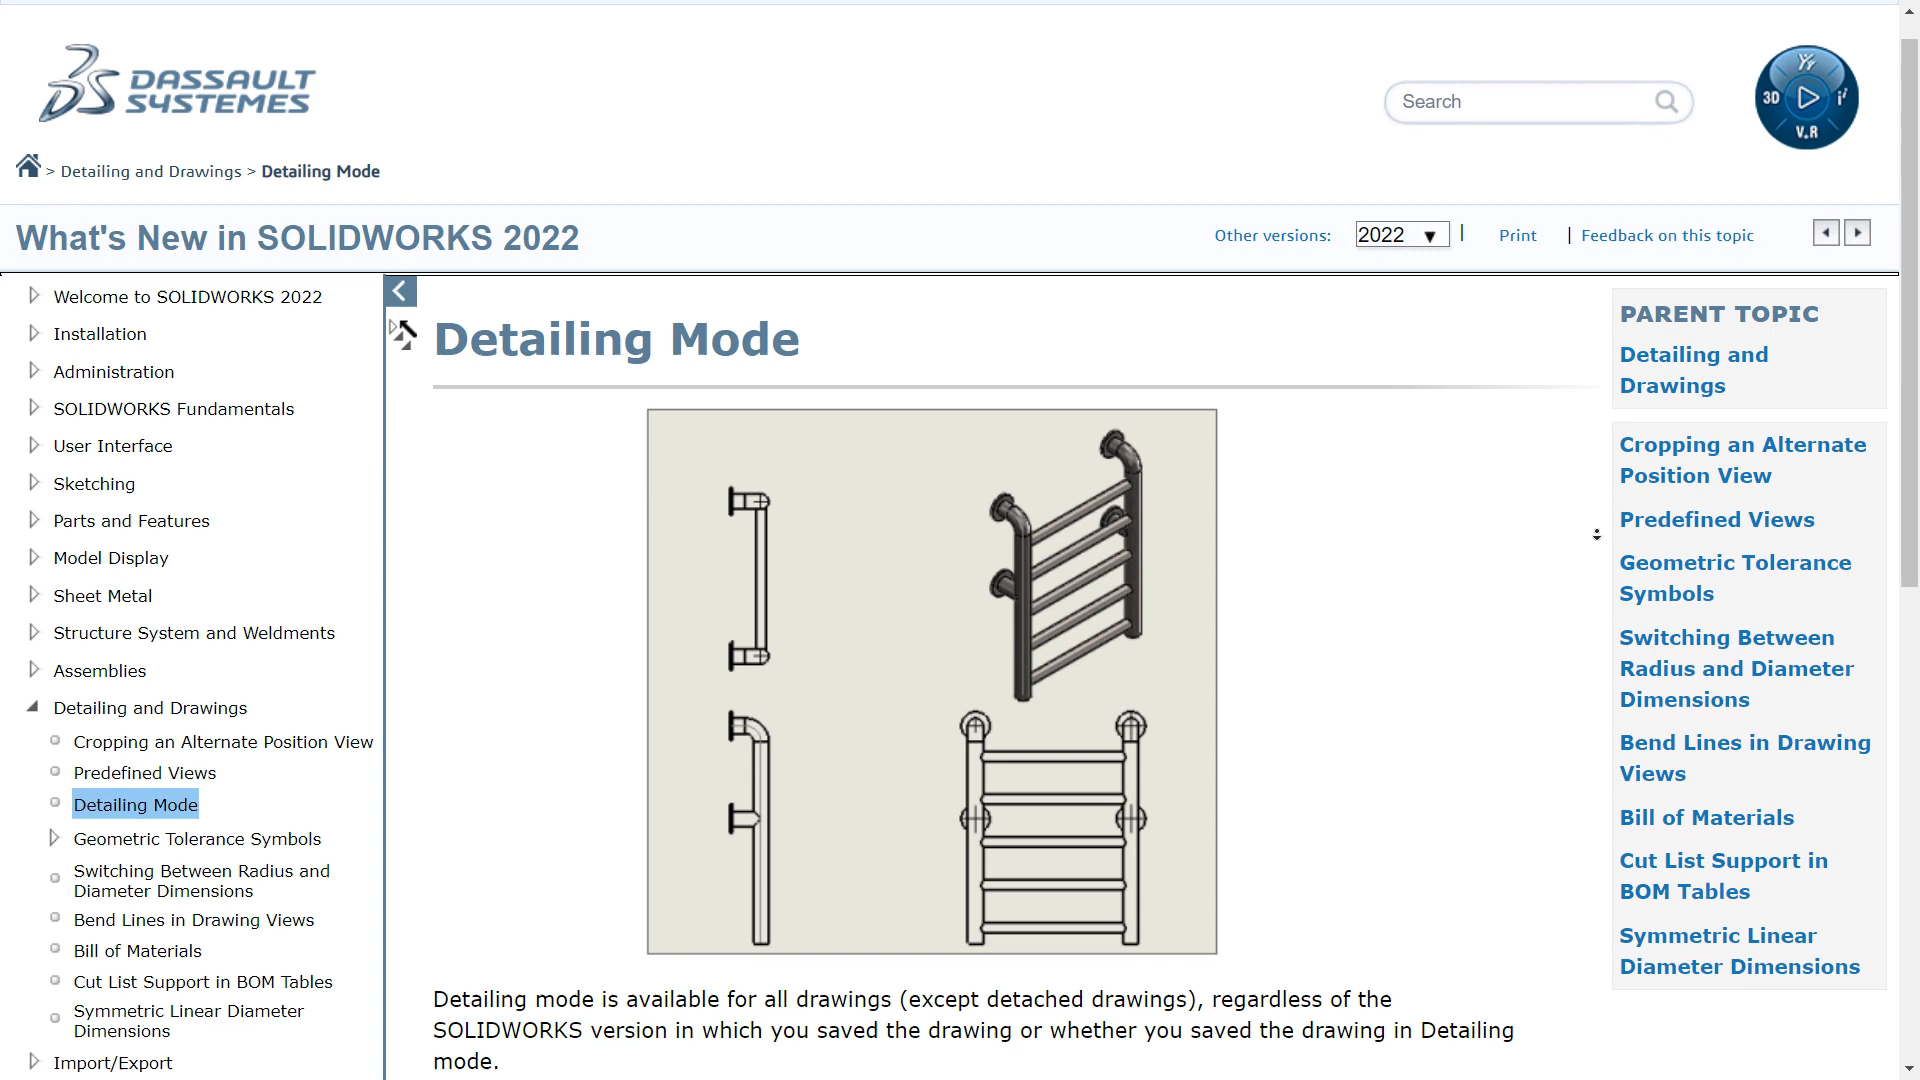 DASSAULT
SYSTEMES
Search
3D
V.R
> Detailing and Drawings > Detailing Mode
What's New in SOLIDWORKS 2022
Other versions: 2022 | Print | Feedback on this topic
Welcome to SOLIDWORKS 2022
Installation
Administration
SOLIDWORKS Fundamentals
User Interface
Sketching
Parts and Features
Model Display
Sheet Metal
Structure System and Weldments
Assemblies
Detailing and Drawings
Cropping an Alternate Position View
Predefined Views
Detailing Mode
Geometric Tolerance Symbols
Switching Between Radius and
Diameter Dimensions
Bend Lines in Drawing Views
Bill of Materials
Cut List Support in BOM Tables
Symmetric Linear Diameter
Dimensions
Import/Export
Detailing Mode
Detailing mode is available for all drawings (except detached drawings), regardless of the
SOLIDWORKS version in which you saved the drawing or whether you saved the drawing in Detailing
mode.
PARENT TOPIC
Detailing and
Drawings
Cropping an Alternate
Position View
Predefined Views
Geometric Tolerance
Symbols
Switching Between
Radius and Diameter
Dimensions
Bend Lines in Drawing
Views
Bill of Materials
Cut List Support in
BOM Tables
Symmetric Linear
Diameter Dimensions